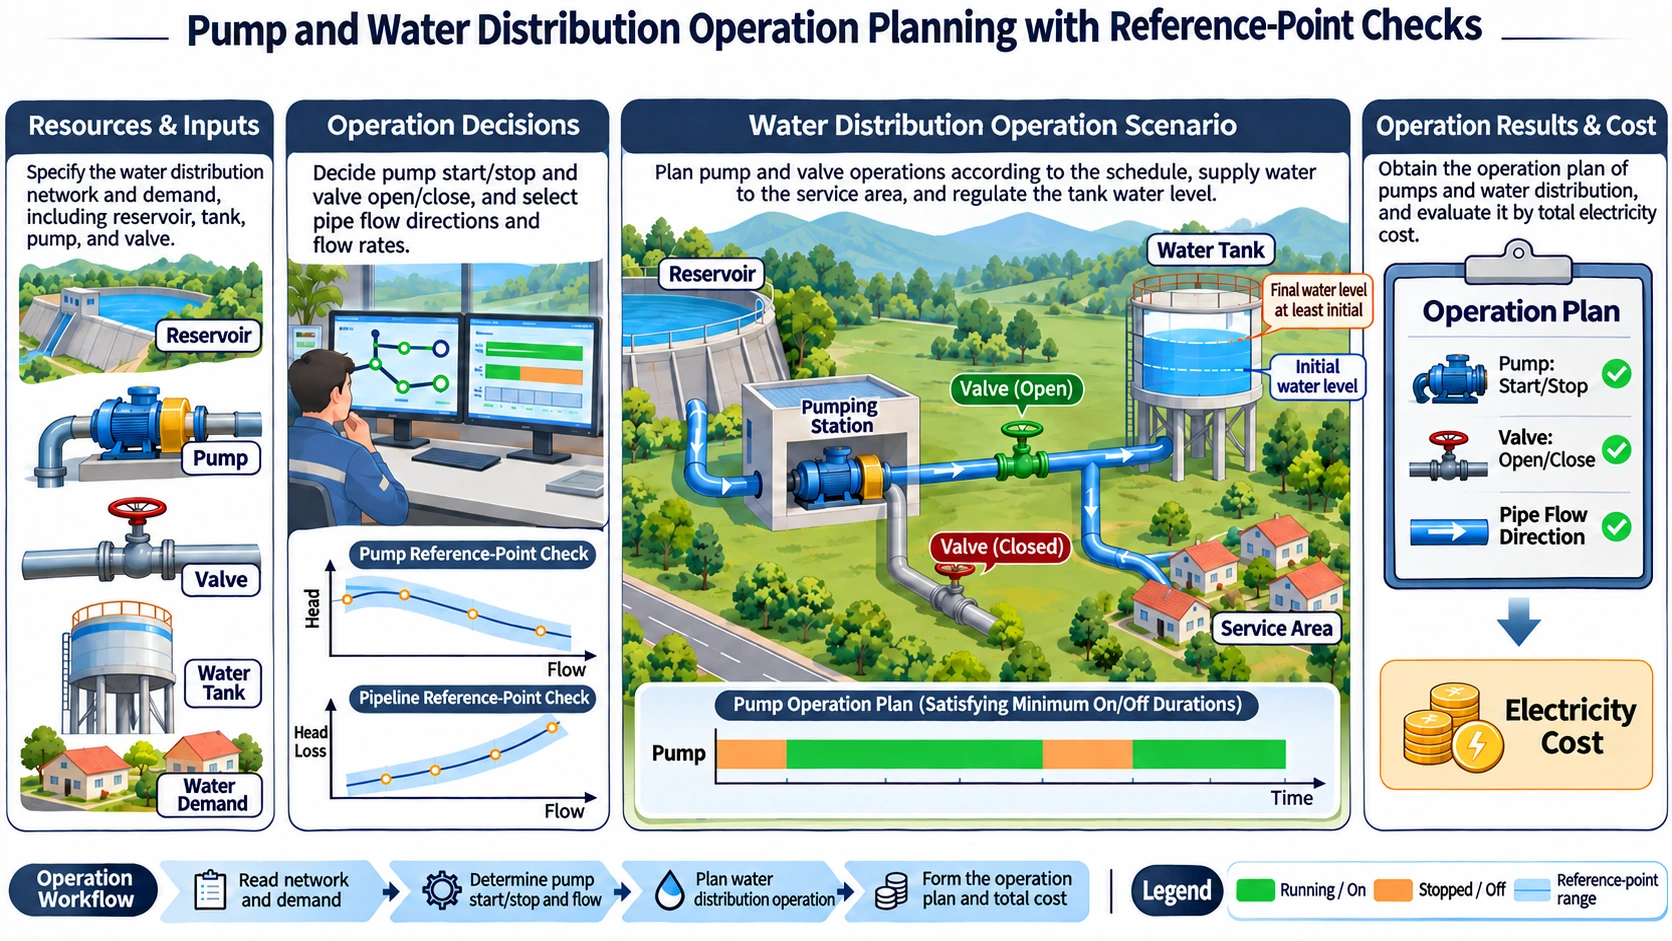 Pump and Water Distribution Operation Planning with Reference-Point Checks
Resources & Inputs
Specify the water distribution
network and demand,
including reservoir, tank,
pump, and valve.
Reservoir
Pump
Valve
Water
Tank
Water
Demand
Operation Decisions
Decide pump start/stop and
valve open/close, and select
pipe flow directions and
flow rates.
Pump Reference-Point Check
Head
Flow
Pipeline Reference-Point Check
Head
Loss
Flow
Water Distribution Operation Scenario
Plan pump and valve operations according to the schedule, supply water
to the service area, and regulate the tank water level.
Reservoir
Water Tank
Final water level
at least initial
Initial
water level
Valve (Open)
Pumping
Station
Valve (Closed)
Service Area
Pump Operation Plan (Satisfying Minimum On/Off Durations)
Pump
Time
Operation Results & Cost
Obtain the operation plan of
pumps and water distribution,
and evaluate it by total electricity
cost.
Operation Plan
Pump:
Start/Stop
Valve:
Open/Close
Pipe Flow
Direction
Electricity
Cost
Operation
Workflow
Read network
and demand
Determine pump
start/stop and flow
Plan water
distribution operation
Form the operation
plan and total cost
Legend
Running / On
Stopped / Off
Reference-point
range